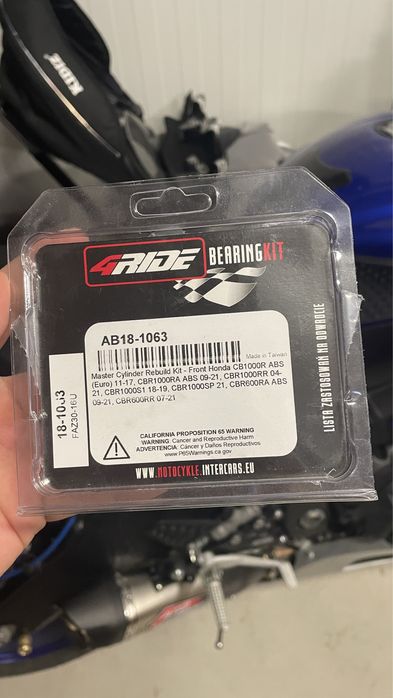 KIDIZ
4RIDE BEARINGKIT
AB18-1063
Made in Taiwan
Master Cylinder Rebuild Kit - Front Honda CB1000R ABS
(Euro) 11-17, CBR1000RA ABS 09-21, CBR1000RR 04-
21, CBR1000S1 18-19, CBR1000SP 21, CBR600RA ABS
09-21, CBR600RR 07-21
CALIFORNIA PROPOSITION 65 WARNING
WARNING: Cancer and Reproductive Harm
ADVERTENCIA: Cáncer y Daños Reproductivos
www.P65Warnings.ca.gov
WWW.MOTOCYKLE.INTERCARS.EU
18-1063
FAZ30-16U
LISTA ZASTOSOWAŃ NA ODWROCIE